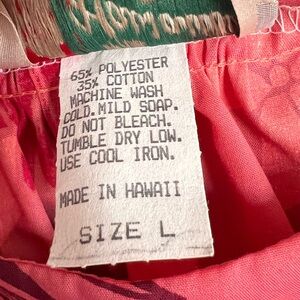 65% POLYESTER
35% COTTON
MACHINE WASH
COLD. MILD SOAP.
DO NOT BLEACH.
TUMBLE DRY LOW.
USE COOL IRON.
MADE IN HAWAII
SIZE L